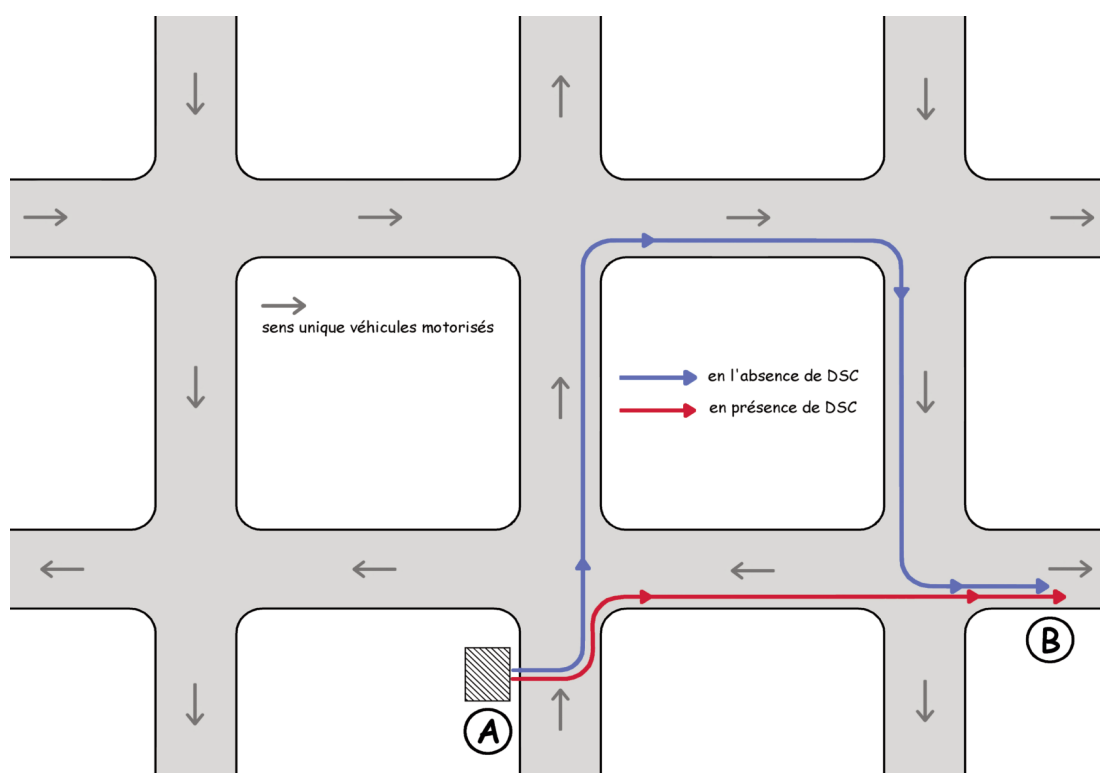 sens unique véhicules motorisés
en l'absence de DSC
en présence de DSC
B
A